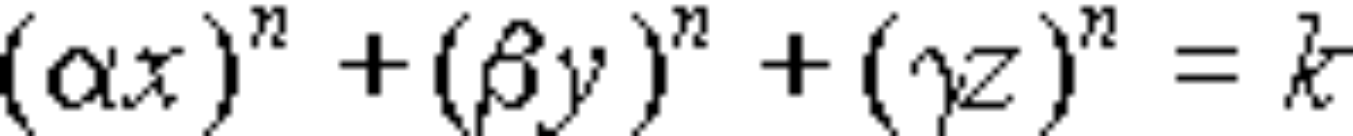 (αx)ⁿ + (βy)ⁿ + (γz)ⁿ = k